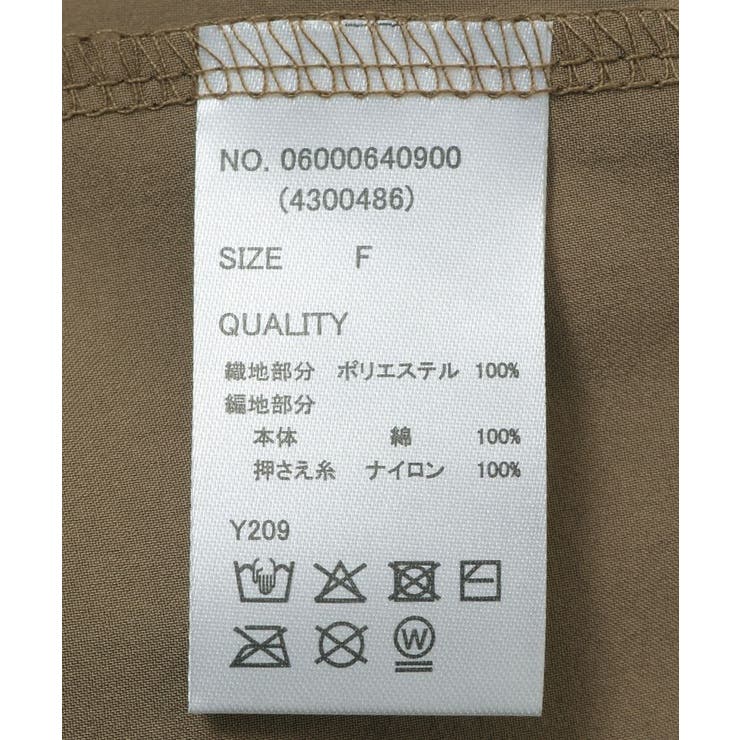 NO. 06000640900
(4300486)
SIZE F
QUALITY
織地部分 ポリエステル 100%
編地部分
本体 綿 100%
押さえ糸 ナイロン 100%
Y209
W